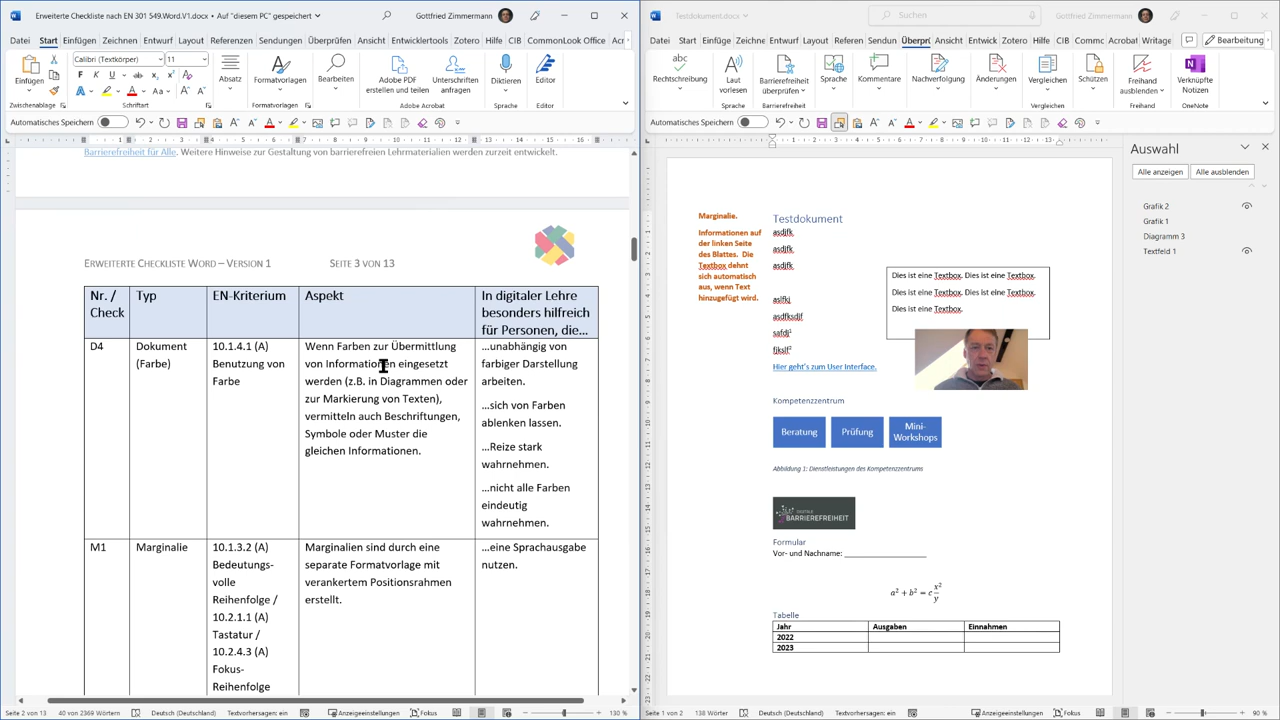 Erweiterte Checkliste nach EN 301 549.Word.V1.docx • Auf "diesem PC" gespeichert
Gottfried Zimmermann
Datei Start Einfügen Zeichnen Entwurf Layout Referenzen Sendungen Überprüfen Ansicht Entwicklertools Zotero Hilfe CIB CommonLook Office
Calibri (Textkörper)
Einfügen
Absatz
Formatvorlagen
Bearbeiten
Adobe PDF erstellen und teilen
Unterschriften anfragen
Diktieren
Editor
Zwischenablage
Schriftart
Formatvorlagen
Adobe Acrobat
Sprache
Editor
Automatisches Speichern
Barrierefreiheit für Alle. Weitere Hinweise zur Gestaltung von barrierefreien Lehrmaterialien werden zurzeit entwickelt.
ERWEITERTE CHECKLISTE WORD – VERSION 1 SEITE 3 VON 13
Nr. / Check
Typ
EN-Kriterium
Aspekt
In digitaler Lehre
besonders hilfreich
für Personen, die...
D4
Dokument
(Farbe)
10.1.4.1 (A)
Benutzung von
Farbe
Wenn Farben zur Übermittlung
von Informationen eingesetzt
werden (z.B. in Diagrammen oder
zur Markierung von Texten),
vermitteln auch Beschriftungen,
Symbole oder Muster die
gleichen Informationen.
…unabhängig von
farbiger Darstellung
arbeiten.
…sich von Farben
ablenken lassen.
…Reize stark
wahrnehmen.
…nicht alle Farben
eindeutig
wahrnehmen.
M1
Marginalie
10.1.3.2 (A)
Bedeutungs-
volle
Reihenfolge /
10.2.1.1 (A)
Tastatur /
10.2.4.3 (A)
Fokus-
Reihenfolge
Marginalien sind durch eine
separate Formatvorlage mit
verankertem Positionsrahmen
erstellt.
…eine Sprachausgabe
nutzen.
Seite 2 von 13 40 von 2369 Wörtern Deutsch (Deutschland) Textvorhersagen: ein Anzeigeeinstellungen Fokus 130 %
Testdokument.docx
Suchen
Gottfried Zimmermann
Datei Start Einfüg Zeichne Entwurf Layout Referen Sendun Überpr Ansicht Entwick Zotero Hilfe CIB Commc Acrobat Writage
Bearbeitung
Rechtschreibung
Laut vorlesen
Barrierefreiheit überprüfen
Sprache
Kommentare
Nachverfolgung
Änderungen
Vergleichen
Schützen
Freihand ausblenden
Verknüpfte Notizen
Sprache
Barrierefreiheit
Vergleichen
Freihand
OneNote
Automatisches Speichern
Marginalie.
Informationen auf
der linken Seite
des Blattes. Die
Textbox dehnt
sich automatisch
aus, wenn Text
hinzugefügt wird.
Testdokument
asdjfk
asdjfk
asdjfk
aslfkj
asdfksdjf
safdj1
fjkslf2
Hier geht's zum User Interface.
Dies ist eine Textbox. Dies ist eine Textbox.
Dies ist eine Textbox. Dies ist eine Textbox.
Dies ist eine Textbox.
Kompetenzzentrum
Beratung
Prüfung
Mini-
Workshops
Abbildung 1: Dienstleistungen des Kompetenzzentrums
DIGITALE
BARRIEREFREIHEIT
Formular
Vor- und Nachname: ____________________
a² + b² = c x²/y
Tabelle
Jahr Ausgaben Einnahmen
2022
2023
Auswahl
Alle anzeigen
Alle ausblenden
Grafik 2
Grafik 1
Diagramm 3
Textfeld 1
Seite 1 von 2 138 Wörter Deutsch (Deutschland) Textvorhersagen: ein Anzeigeeinstellungen Fokus 90 %